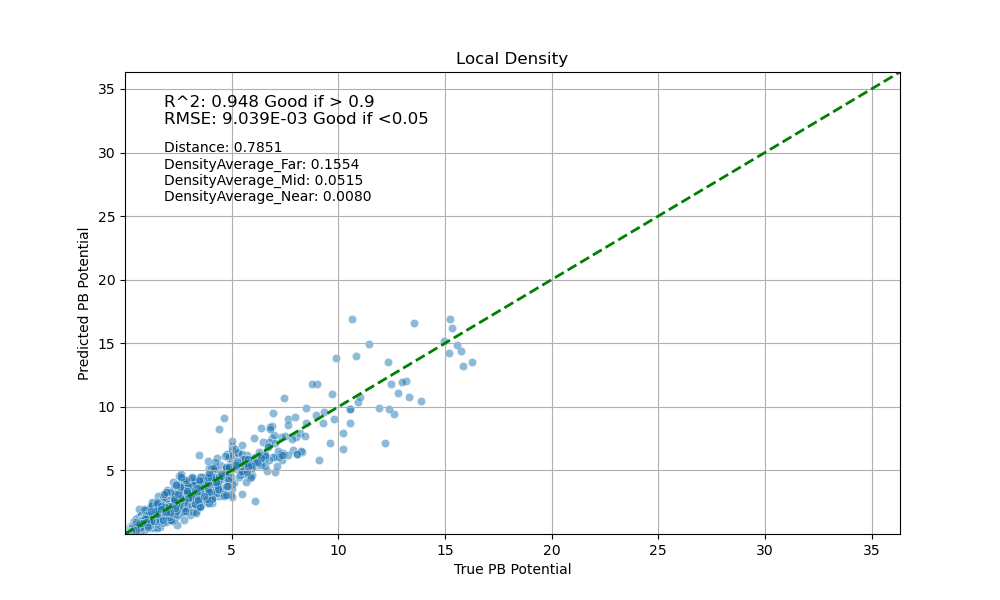 Local Density
R^2: 0.948 Good if > 0.9
RMSE: 9.039E-03 Good if <0.05
Distance: 0.7851
DensityAverage_Far: 0.1554
DensityAverage_Mid: 0.0515
DensityAverage_Near: 0.0080
35
30
25
20
15
10
5
Predicted PB Potential
5 10 15 20 25 30 35
True PB Potential